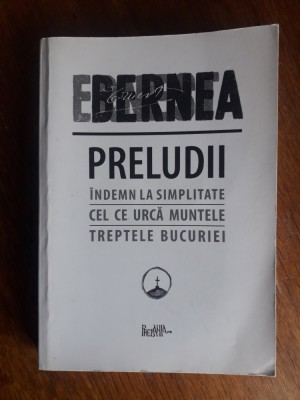 E BERNEA
PRELUDII
ÎNDEMN LA SIMPLITATE
CEL CE URCĂ MUNTELE
TREPTELE BUCURIEI